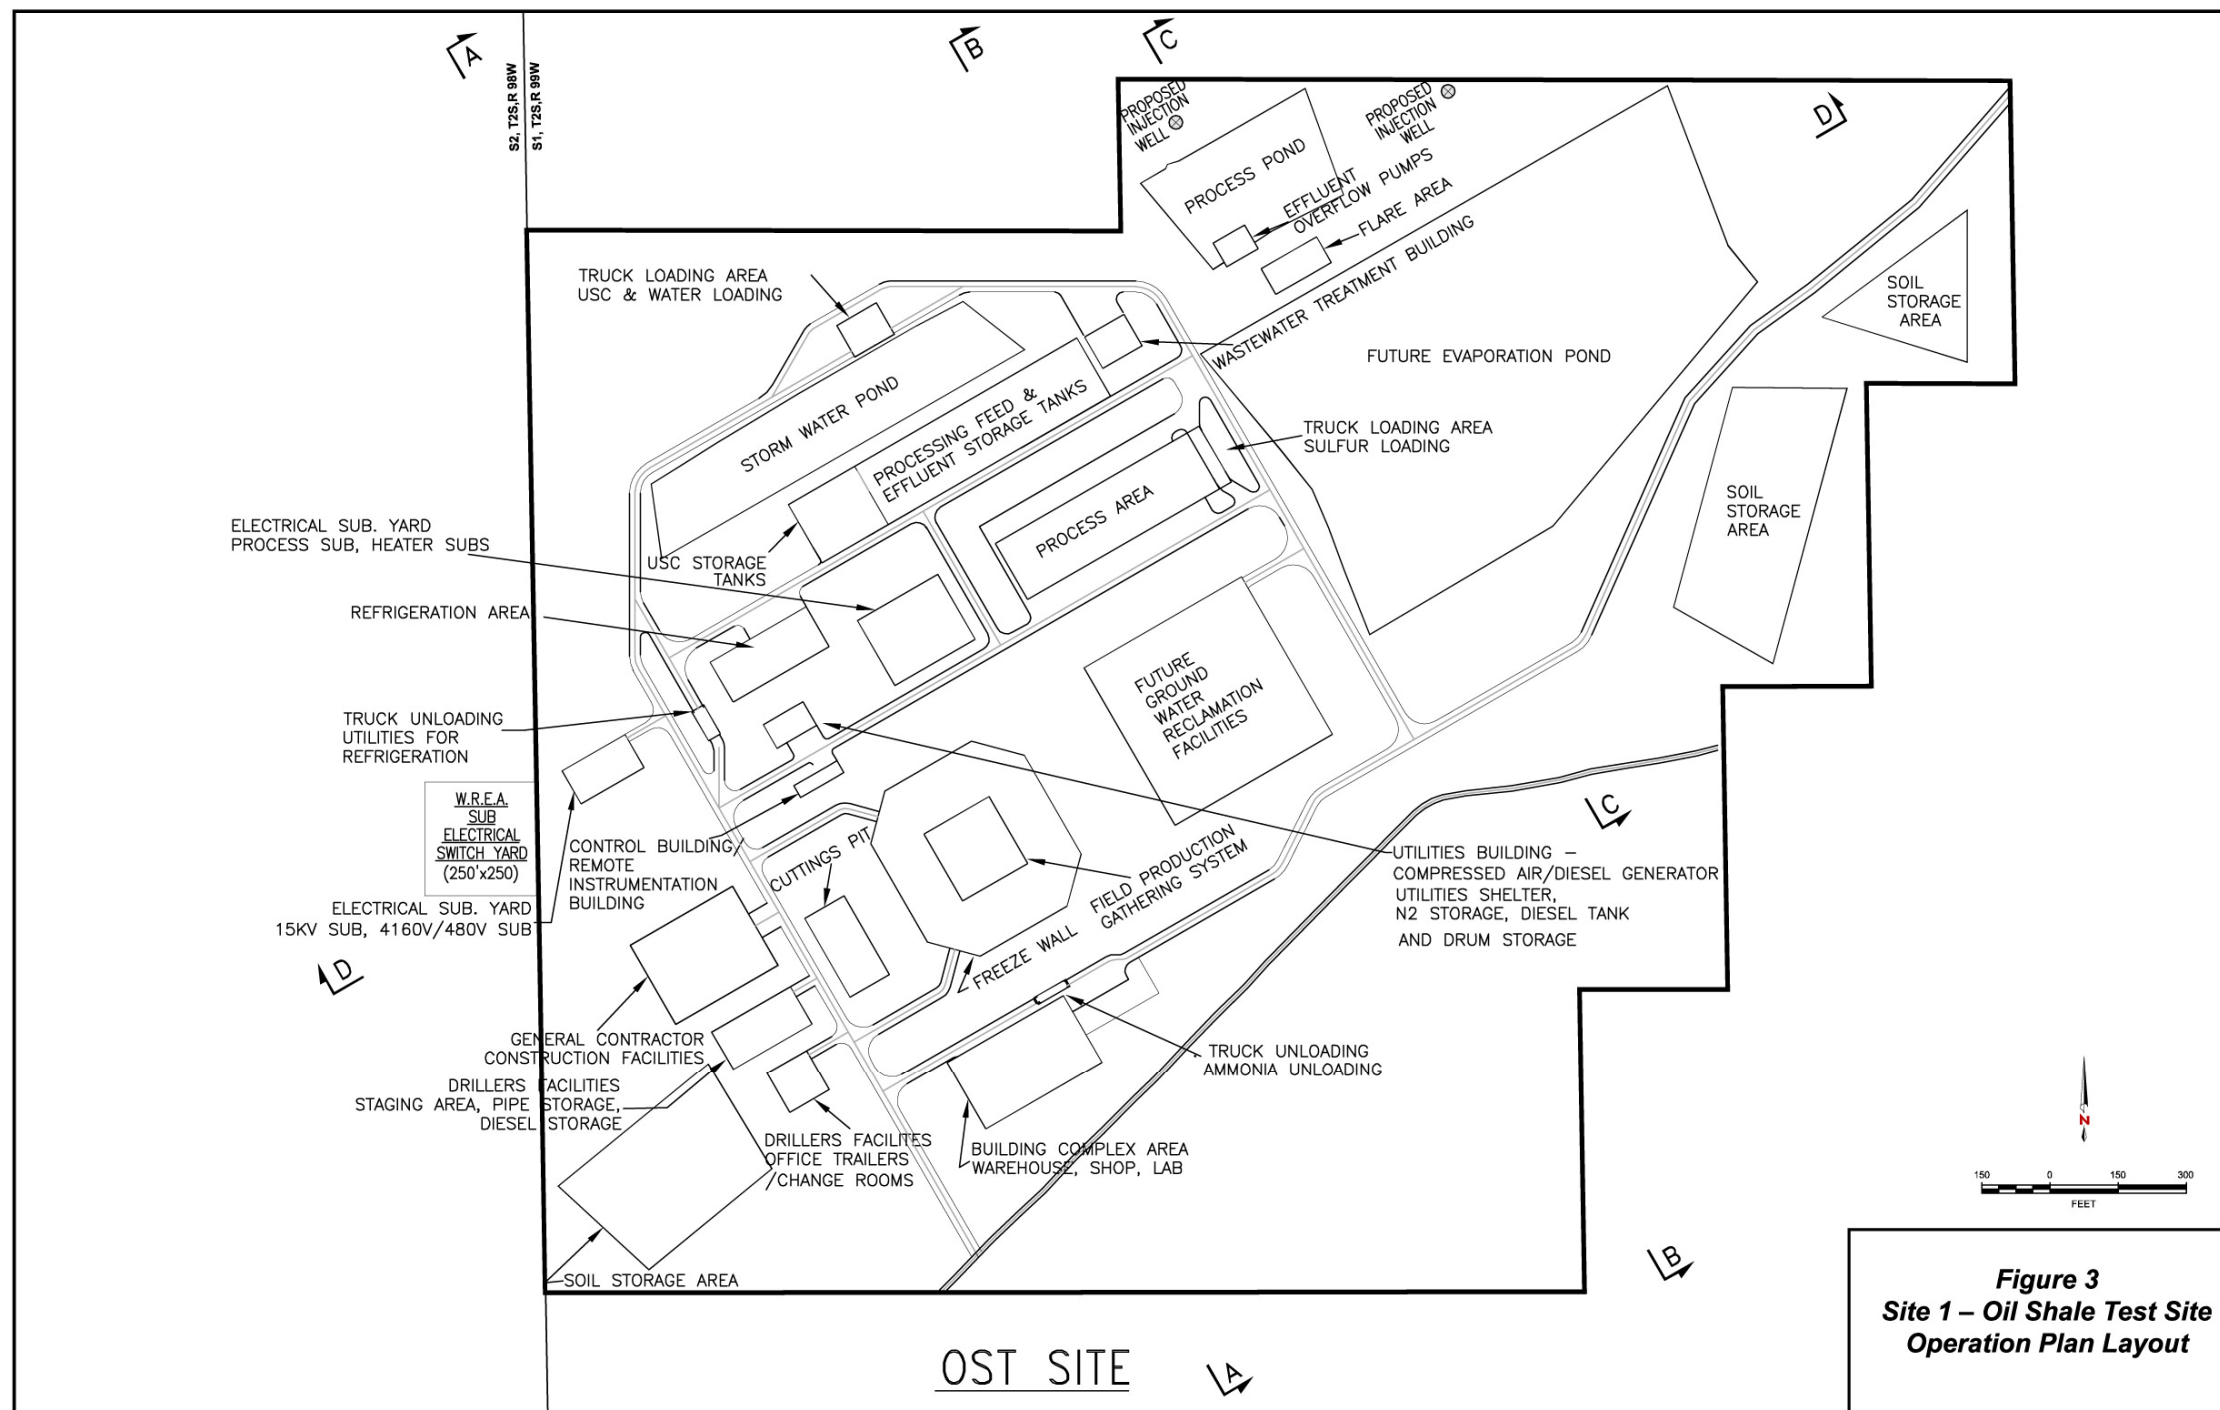 A
B
C
D
S2, T2S,R 98W
S1, T2S,R 99W
PROPOSED
INJECTION
WELL
PROPOSED
INJECTION
WELL
PROCESS POND
EFFLUENT
OVERFLOW PUMPS
FLARE AREA
WASTEWATER TREATMENT BUILDING
TRUCK LOADING AREA
USC & WATER LOADING
SOIL
STORAGE
AREA
FUTURE EVAPORATION POND
STORM WATER POND
PROCESSING FEED &
EFFLUENT STORAGE TANKS
TRUCK LOADING AREA
SULFUR LOADING
SOIL
STORAGE
AREA
PROCESS AREA
ELECTRICAL SUB. YARD
PROCESS SUB, HEATER SUBS
USC STORAGE
TANKS
REFRIGERATION AREA
FUTURE
GROUND
WATER
RECLAMATION
FACILITIES
TRUCK UNLOADING
UTILITIES FOR
REFRIGERATION
W.R.E.A.
SUB
ELECTRICAL
SWITCH YARD
(250'x250)
CONTROL BUILDING/
REMOTE
INSTRUMENTATION
BUILDING
CUTTINGS PIT
C
UTILITIES BUILDING –
COMPRESSED AIR/DIESEL GENERATOR
UTILITIES SHELTER,
N2 STORAGE, DIESEL TANK
AND DRUM STORAGE
FIELD PRODUCTION
GATHERING SYSTEM
FREEZE WALL
ELECTRICAL SUB. YARD
15KV SUB, 4160V/480V SUB
D
GENERAL CONTRACTOR
CONSTRUCTION FACILITIES
TRUCK UNLOADING
AMMONIA UNLOADING
DRILLERS FACILITIES
STAGING AREA, PIPE STORAGE,
DIESEL STORAGE
DRILLERS FACILITES
OFFICE TRAILERS
/CHANGE ROOMS
BUILDING COMPLEX AREA
WAREHOUSE, SHOP, LAB
N
150 0 150 300
FEET
B
SOIL STORAGE AREA
Figure 3
Site 1 – Oil Shale Test Site
Operation Plan Layout
OST SITE
A